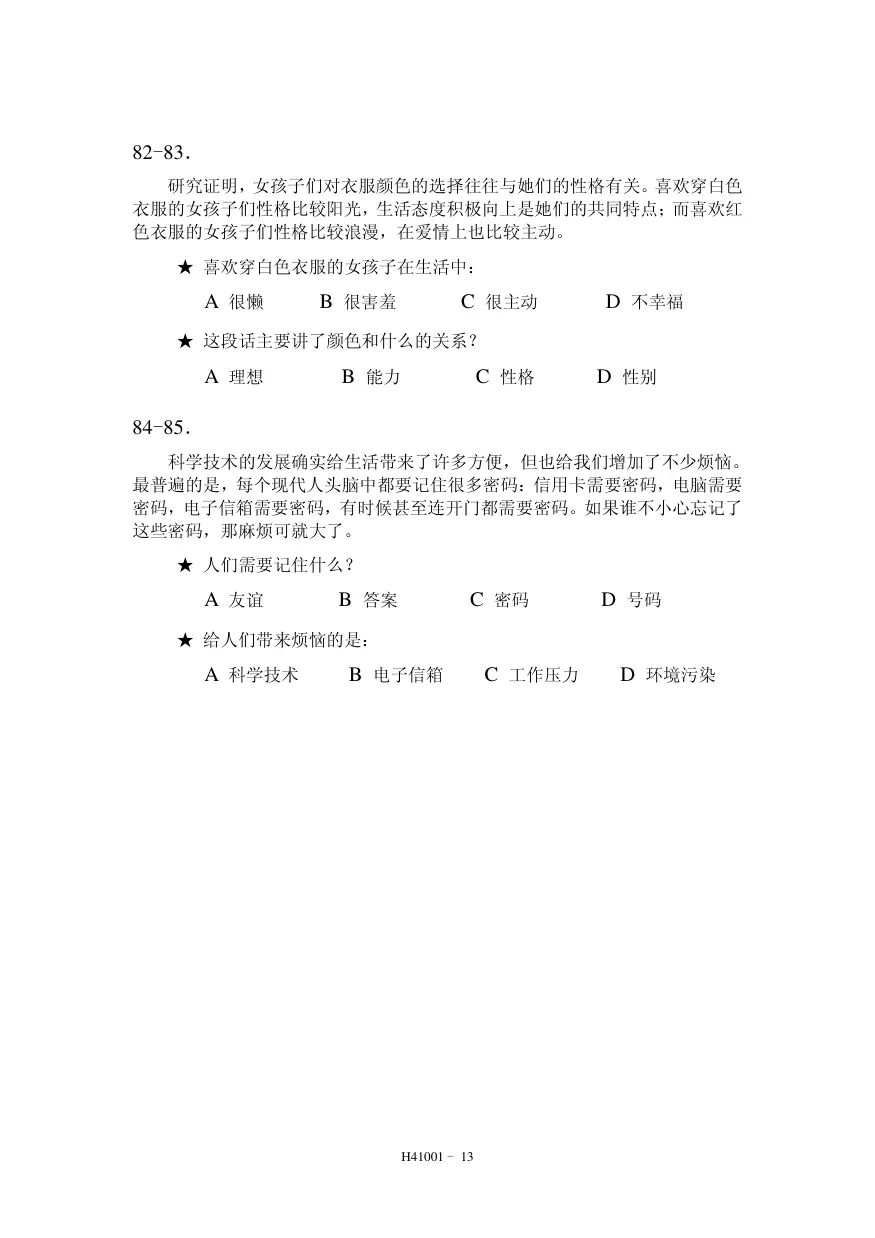 82-83.
研究证明，女孩子们对衣服颜色的选择往往与她们的性格有关。喜欢穿白色
衣服的女孩子们性格比较阳光，生活态度积极向上是她们的共同特点；而喜欢红
色衣服的女孩子们性格比较浪漫，在爱情上也比较主动。
★ 喜欢穿白色衣服的女孩子在生活中：
A 很懒 B 很害羞 C 很主动 D 不幸福
★ 这段话主要讲了颜色和什么的关系？
A 理想 B 能力 C 性格 D 性别
84-85.
科学技术的发展确实给生活带来了许多方便，但也给我们增加了不少烦恼。
最普遍的是，每个现代人头脑中都要记住很多密码：信用卡需要密码，电脑需要
密码，电子信箱需要密码，有时候甚至连开门都需要密码。如果谁不小心忘记了
这些密码，那麻烦可就大了。
★ 人们需要记住什么？
A 友谊 B 答案 C 密码 D 号码
★ 给人们带来烦恼的是：
A 科学技术 B 电子信箱 C 工作压力 D 环境污染
H41001- 13